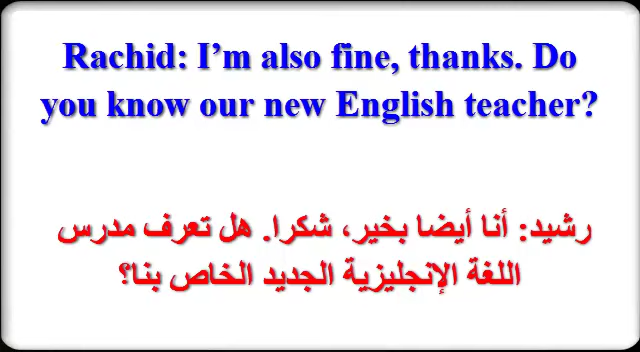 Rachid: I’m also fine, thanks. Do
you know our new English teacher?
رشيد: أنا أيضا بخير، شكرا. هل تعرف مدرس
اللغة الإنجليزية الجديد الخاص بنا؟